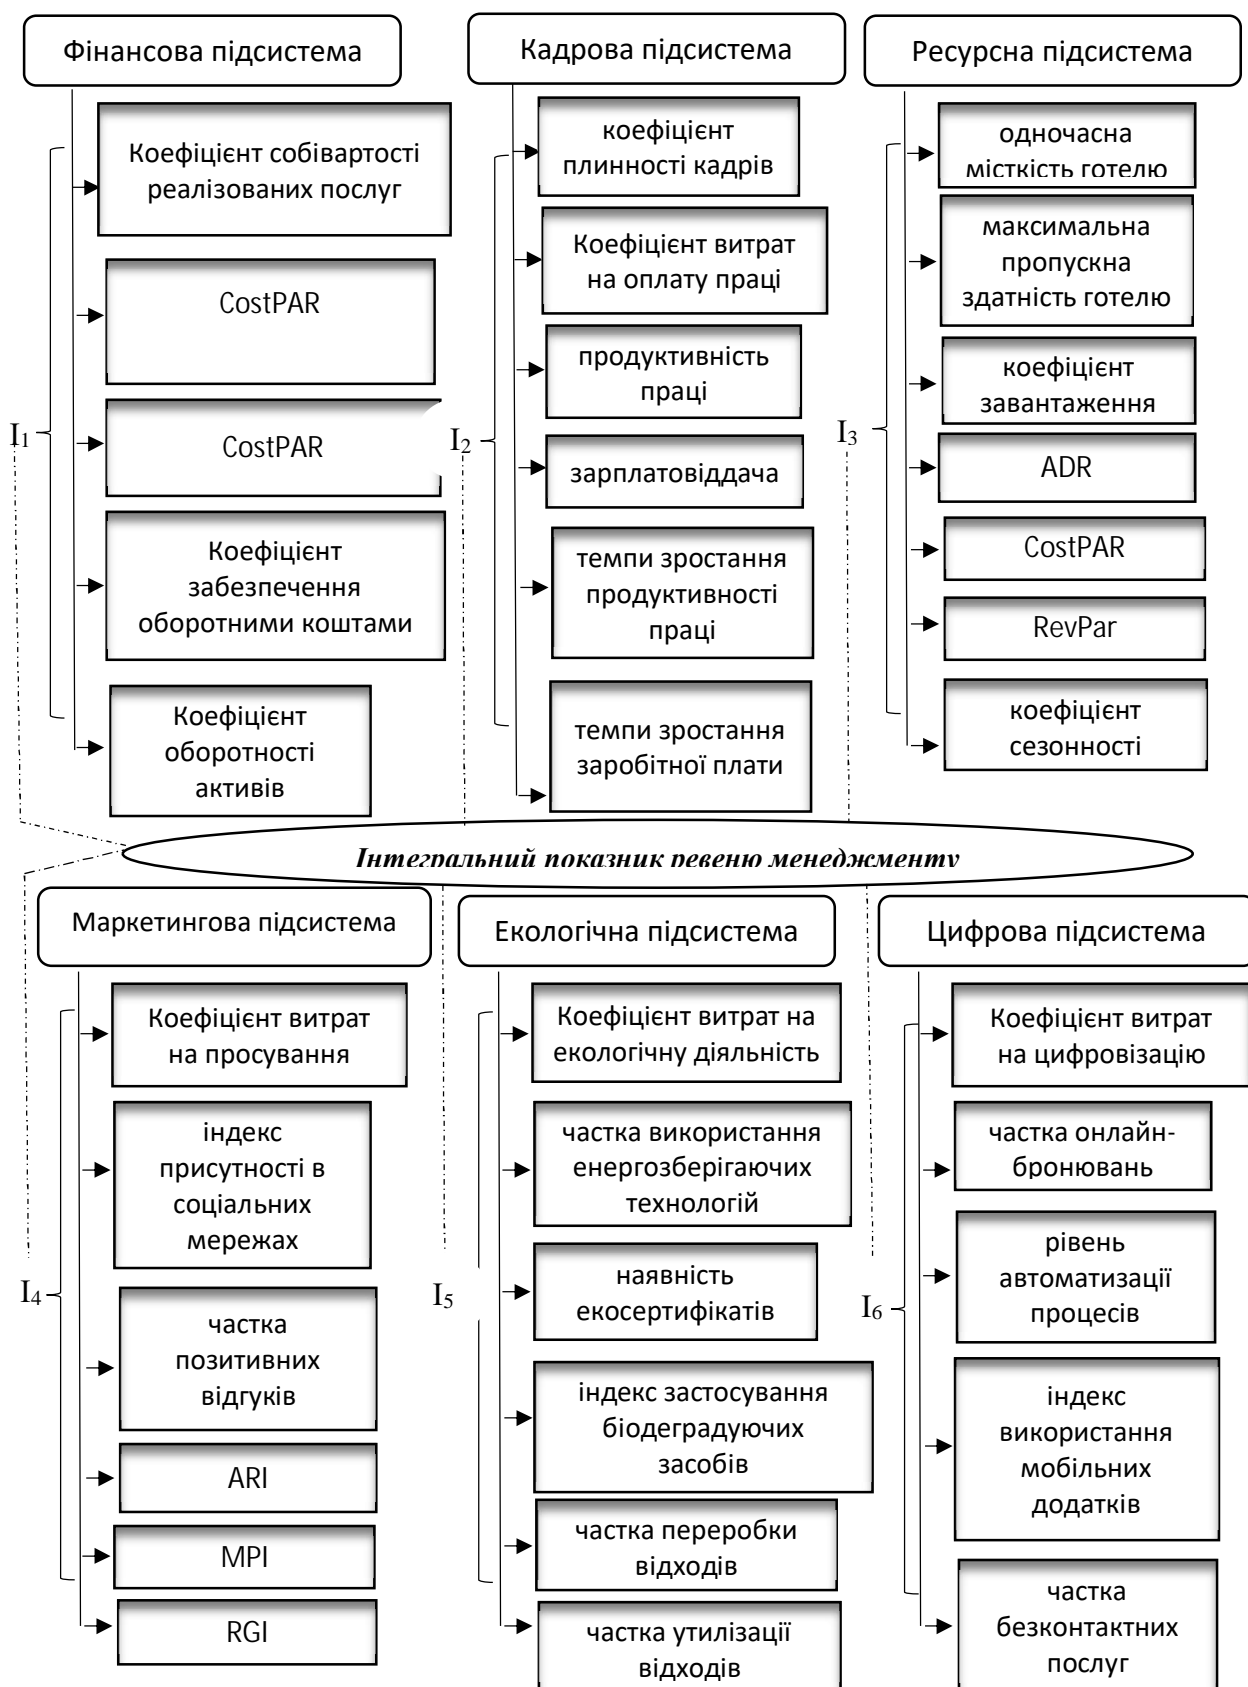 Фінансова підсистема
Коефіцієнт собівартості
реалізованих послуг
CostPAR
CostPAR
Коефіцієнт
забезпечення
оборотними коштами
Коефіцієнт
оборотності
активів
I1
Кадрова підсистема
коефіцієнт
плинності кадрів
Коефіцієнт витрат
на оплату праці
продуктивність
праці
зарплатовіддача
темпи зростання
продуктивності
праці
темпи зростання
заробітної плати
I2
Ресурсна підсистема
одночасна
місткість готелю
максимальна
пропускна
здатність готелю
коефіцієнт
завантаження
ADR
CostPAR
RevPar
коефіцієнт
сезонності
I3
Інтегральний показник ревеню менеджменту
Маркетингова підсистема
Коефіцієнт витрат
на просування
індекс
присутності в
соціальних
мережах
частка
позитивних
відгуків
ARI
MPI
RGI
I4
Екологічна підсистема
Коефіцієнт витрат на
екологічну діяльність
частка використання
енергозберігаючих
технологій
наявність
екосертифікатів
індекс застосування
біодеградуючих
засобів
частка переробки
відходів
частка утилізації
відходів
I5
Цифрова підсистема
Коефіцієнт витрат
на цифровізацію
частка онлайн-
бронювань
рівень
автоматизації
процесів
індекс
використання
мобільних
додатків
частка
безконтактних
послуг
I6